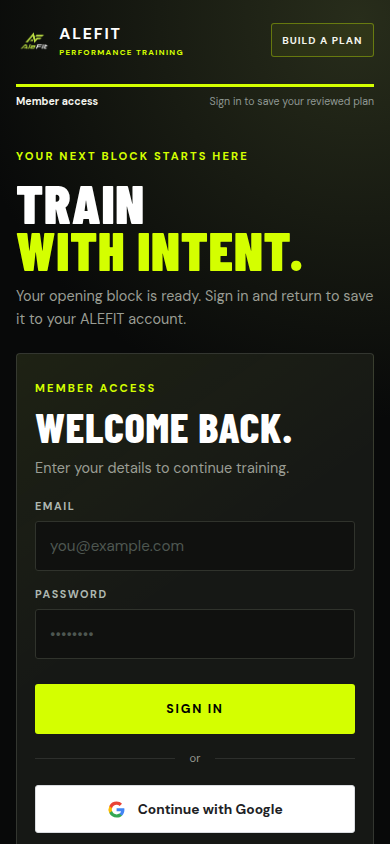 AleFit
ALEFIT
PERFORMANCE TRAINING
BUILD A PLAN
Member access
Sign in to save your reviewed plan
YOUR NEXT BLOCK STARTS HERE
TRAIN
WITH INTENT.
Your opening block is ready. Sign in and return to save
it to your ALEFIT account.
MEMBER ACCESS
WELCOME BACK.
Enter your details to continue training.
EMAIL
you@example.com
PASSWORD
••••••••
SIGN IN
or
Continue with Google